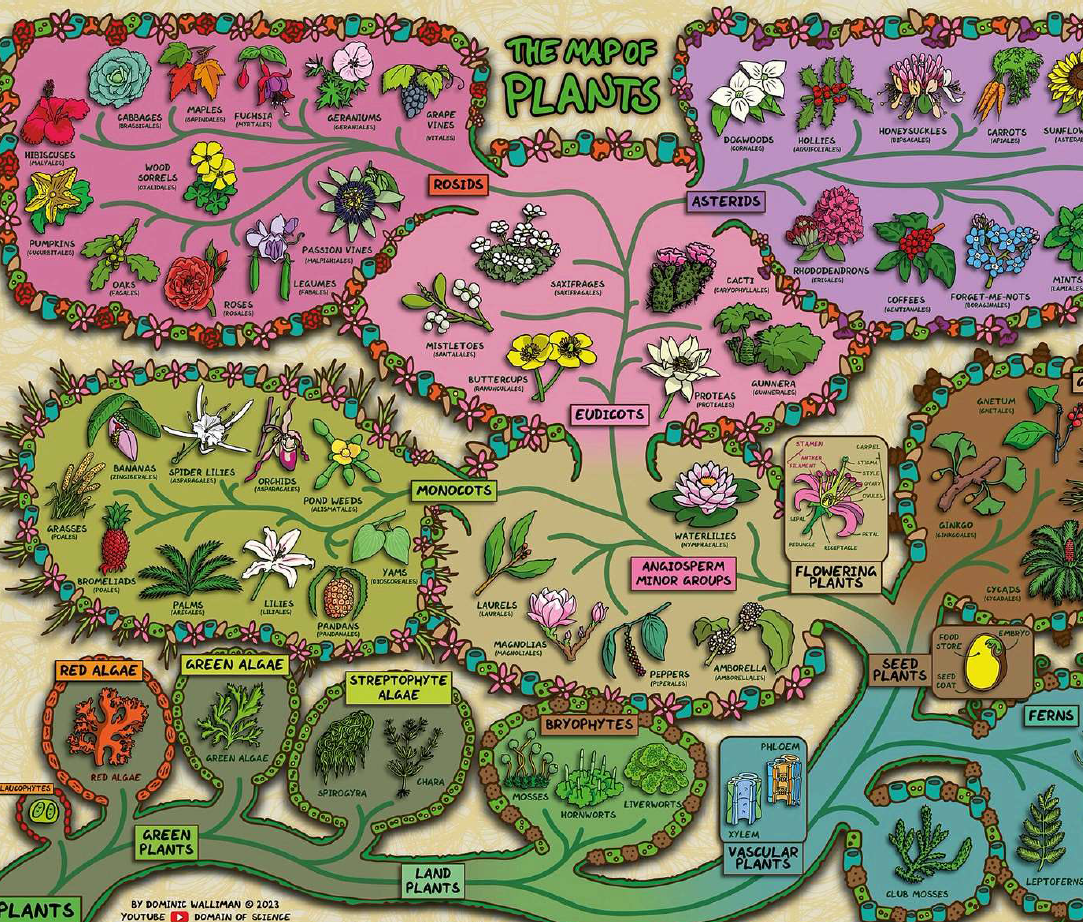 THE MAP OF
PLANTS
CABBAGES
(BRASSICALES)
MAPLES
(SAPINDALES)
FUCHSIA
(MYRTALES)
GERANIUMS
(GERANIALES)
GRAPE
VINES
(VITALES)
HIBISCUSES
(MALVALES)
WOOD
SORRELS
(OXALIDALES)
PUMPKINS
(CUCURBITALES)
OAKS
(FAGALES)
ROSES
(ROSALES)
LEGUMES
(FABALES)
PASSION VINES
(MALPIGHIALES)
ROSIDS
DOGWOODS
(CORNALES)
HOLLIES
(AQUIFOLIALES)
HONEYSUCKLES
(DIPSACALES)
CARROTS
(APIALES)
SUNFLOW
(ASTERA
ASTERIDS
RHODODENDRONS
(ERICALES)
COFFEES
(GENTIANALES)
FORGET-ME-NOTS
(BORAGINALES)
MINTS
(LAMIALES
SAXIFRAGES
(SAXIFRAGALES)
CACTI
(CARYOPHYLLALES)
MISTLETOES
(SANTALALES)
BUTTERCUPS
(RANUNCULALES)
PROTEAS
(PROTEALES)
GUNNERA
(GUNNERALES)
EUDICOTS
BANANAS
(ZINGIBERALES)
SPIDER LILIES
(ASPARAGALES)
ORCHIDS
(ASPARAGALES)
POND WEEDS
(ALISMATALES)
MONOCOTS
GRASSES
(POALES)
BROMELIADS
(POALES)
PALMS
(ARECALES)
LILIES
(LILIALES)
PANDANS
(PANDANALES)
YAMS
(DIOSCOREALES)
WATERLILIES
(NYMPHAEALES)
ANGIOSPERM
MINOR GROUPS
LAURELS
(LAURALES)
MAGNOLIAS
(MAGNOLIALES)
PEPPERS
(PIPERALES)
AMBORELLA
(AMBORELLALES)
STAMEN
ANTHER
FILAMENT
CARPEL
STIGMA
STYLE
OVARY
OVULES
SEPAL
PETAL
PEDUNCLE
RECEPTACLE
FLOWERING
PLANTS
GNETUM
(GNETALES)
GINKGO
(GINKGOALES)
CYCADS
(CYCADALES)
SEED
PLANTS
FOOD
STORE
EMBRYO
SEED
COAT
FERNS
RED ALGAE
RED ALGAE
GREEN ALGAE
GREEN ALGAE
STREPTOPHYTE
ALGAE
SPIROGYRA
CHARA
BRYOPHYTES
MOSSES
HORNWORTS
LIVERWORTS
PHLOEM
XYLEM
VASCULAR
PLANTS
CLUB MOSSES
LEPTOFERNS
LAUCOPHYTES
GREEN
PLANTS
LAND
PLANTS
PLANTS
BY DOMINIC WALLIMAN © 2023
YOUTUBE DOMAIN OF SCIENCE